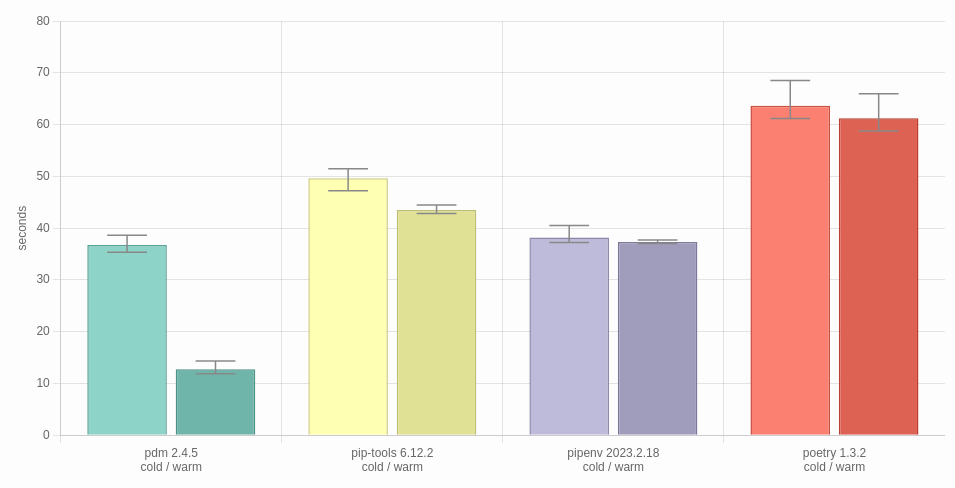 80
70
60
50
40
30
20
10
0
seconds
pdm 2.4.5
cold / warm
pip-tools 6.12.2
cold / warm
pipenv 2023.2.18
cold / warm
poetry 1.3.2
cold / warm